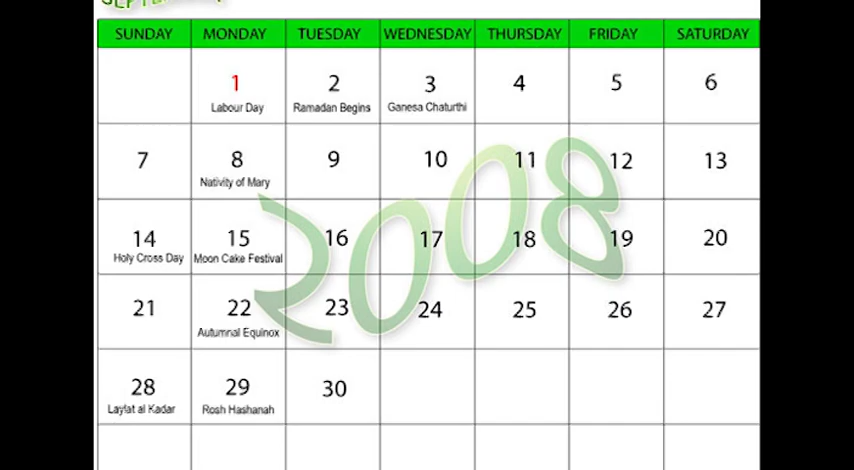 SUNDAY MONDAY TUESDAY WEDNESDAY THURSDAY FRIDAY SATURDAY
1 2 3 4 5 6
Labour Day Ramadan Begins Ganesa Chaturthi
7 8 9 10 11 12 13
Nativity of Mary
2008
14 15 16 17 18 19 20
Holy Cross Day Moon Cake Festival
21 22 23 24 25 26 27
Autumnal Equinox
28 29 30
Laylat al Kadar Rosh Hashanah